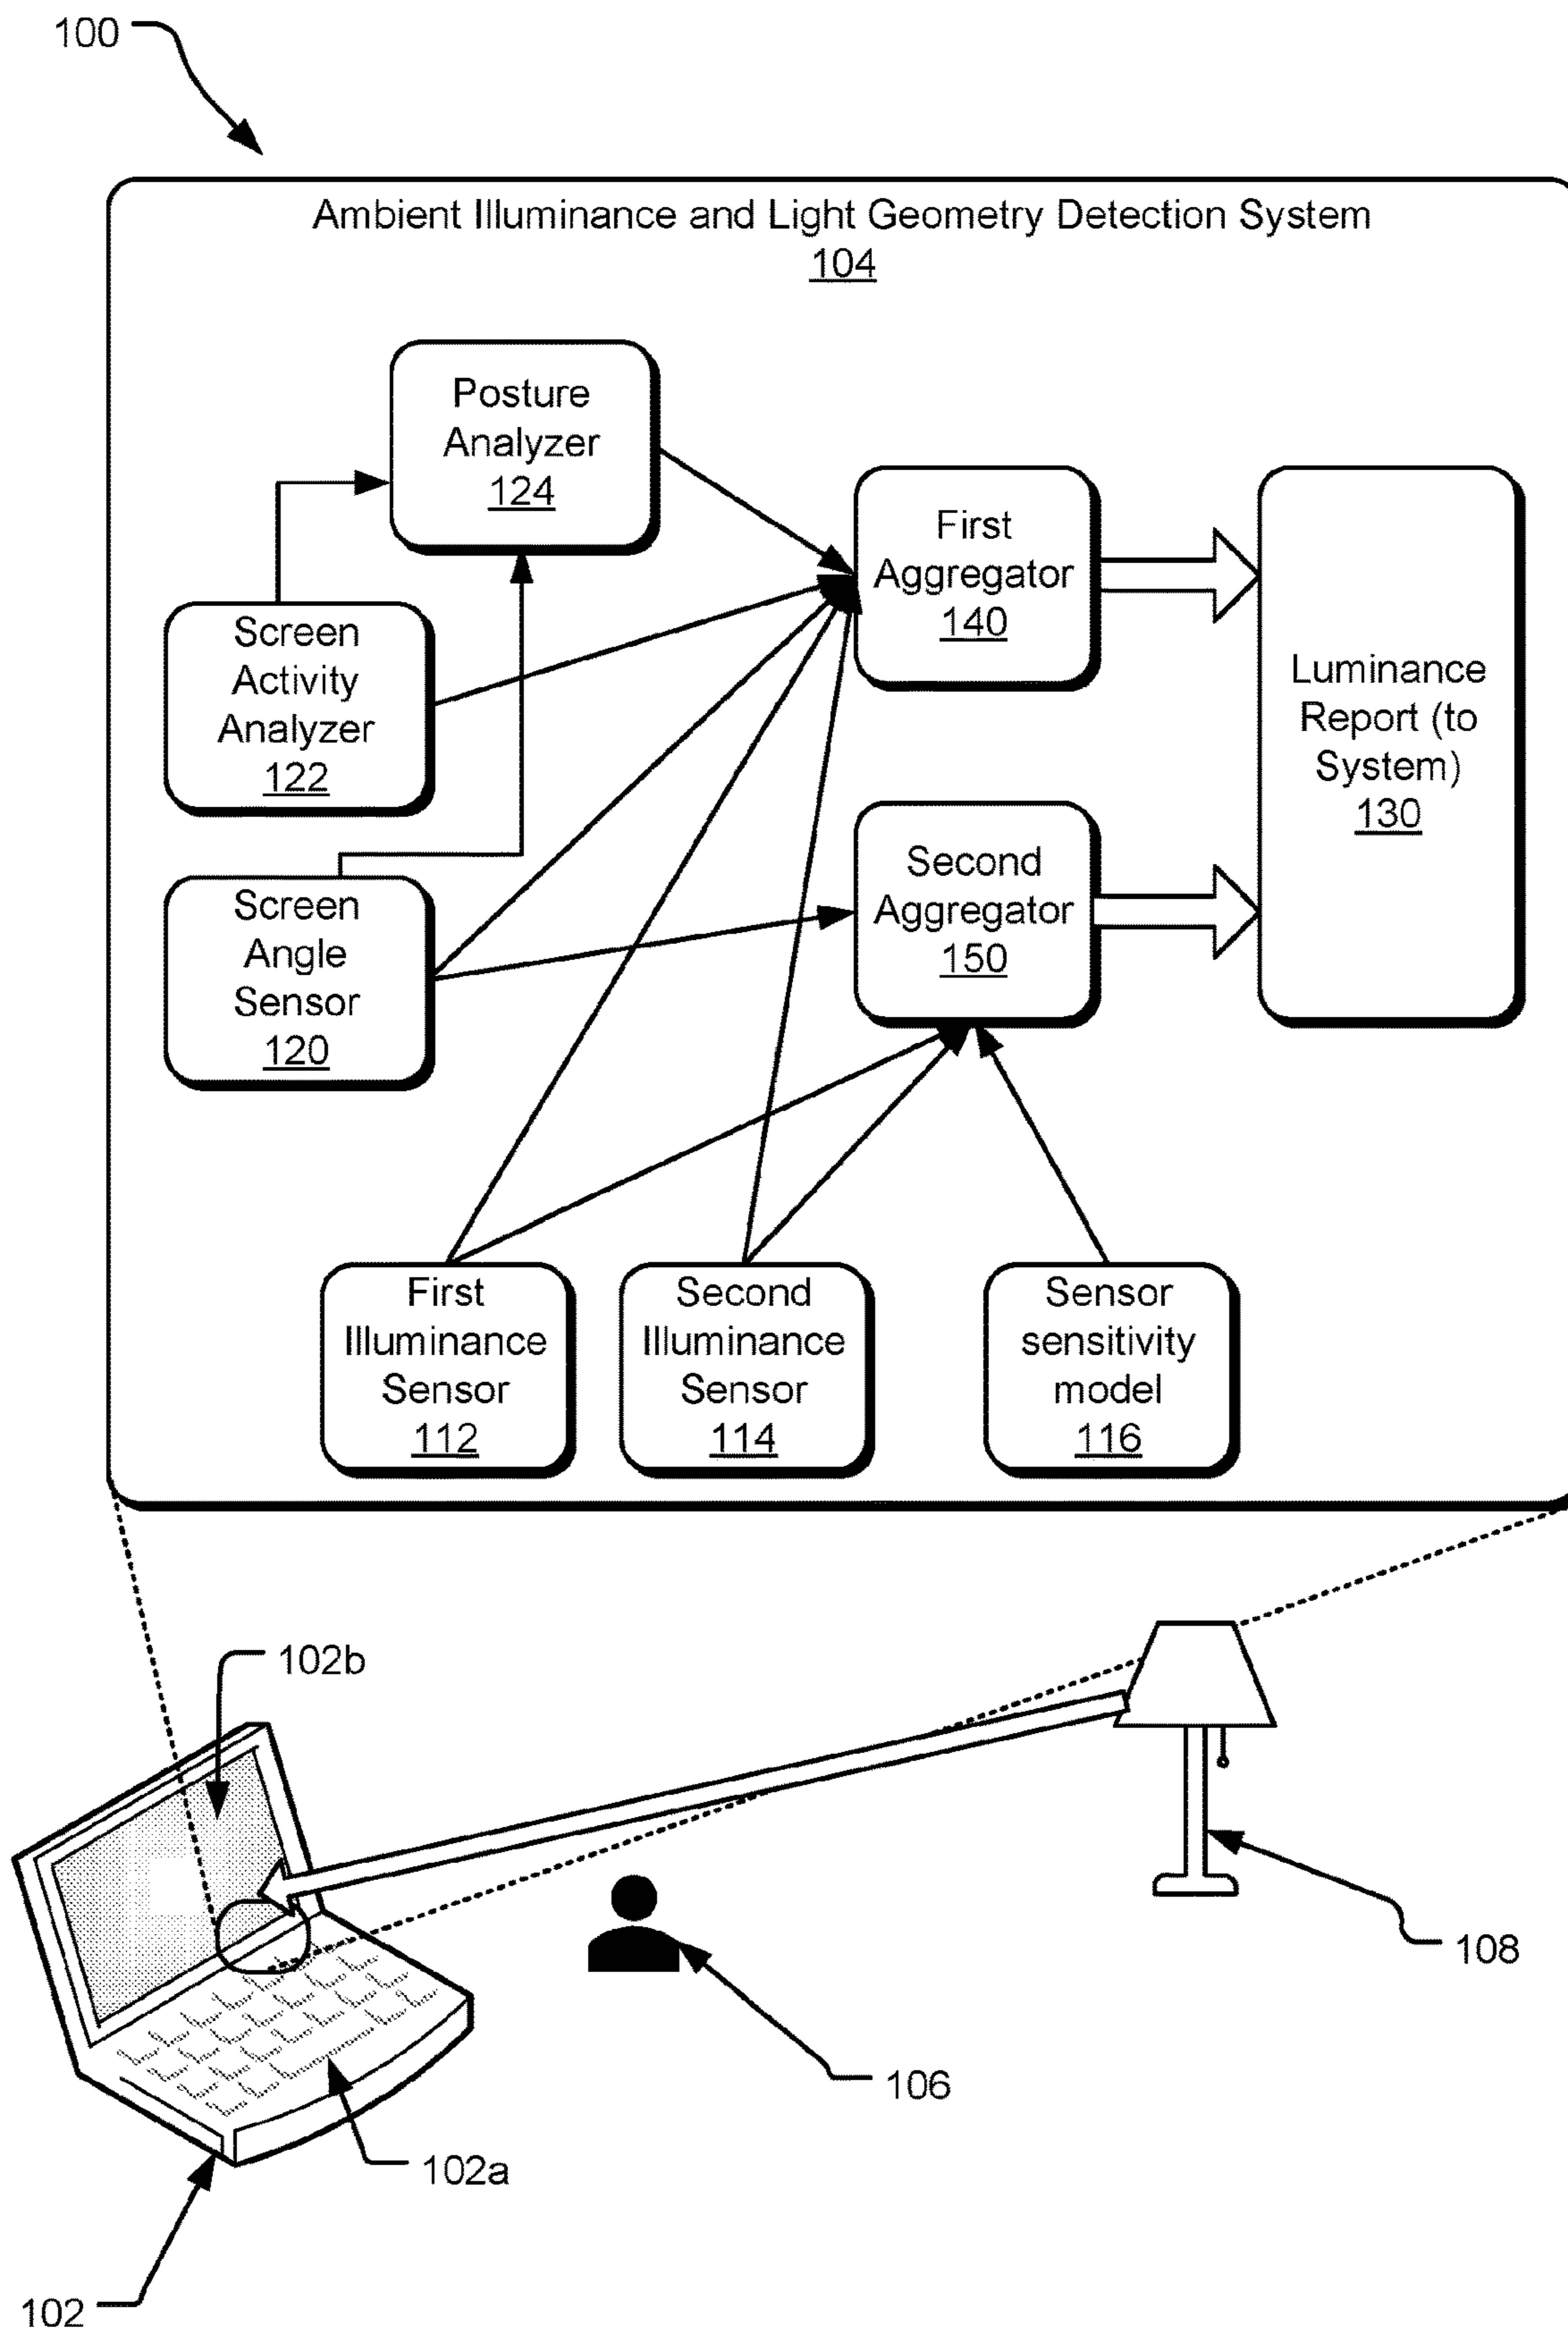 100
Ambient Illuminance and Light Geometry Detection System
104
Posture
Analyzer
124
First
Aggregator
140
Screen
Activity
Analyzer
122
Luminance
Report (to
System)
130
Second
Aggregator
150
Screen
Angle
Sensor
120
First
Illuminance
Sensor
112
Second
Illuminance
Sensor
114
Sensor
sensitivity
model
116
102b
108
106
102a
102